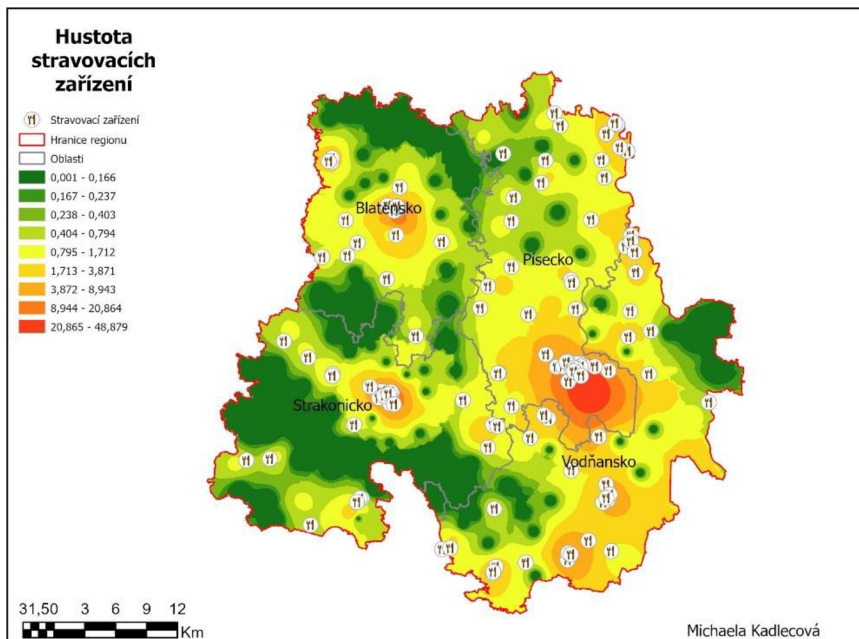 Hustota
stravovacích
zařízení
Stravovací zařízení
Hranice regionu
Oblasti
0,001 - 0,166
0,167 - 0,237
0,238 - 0,403
0,404 - 0,794
0,795 - 1,712
1,713 - 3,871
3,872 - 8,943
8,944 - 20,864
20,865 - 48,879
Blatensko
Písecko
Strakonicko
Vodňansko
31,50 3 6 9 12
Km
Michaela Kadlecová